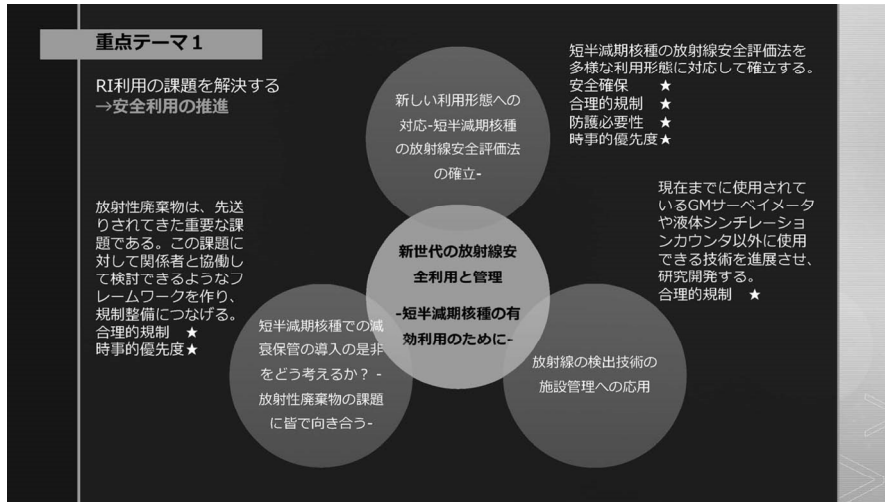 重点テーマ１
RI利用の課題を解決する
→安全利用の推進
新しい利用形態への
対応-短半減期核種
の放射線安全評価法
の確立-
短半減期核種の放射線安全評価法を
多様な利用形態に対応して確立する。
安全確保　★
合理的規制　★
防護必要性　★
時事的優先度★
放射性廃棄物は、先送
りされてきた重要な課
題である。この課題に
対して関係者と協働し
て検討できるようなフ
レームワークを作り、
規制整備につなげる。
合理的規制　★
時事的優先度★
新世代の放射線安
全利用と管理
-短半減期核種の有
効利用のために-
現在までに使用されて
いるGMサーベイメータ
や液体シンチレーショ
ンカウンタ以外に使用
できる技術を進展させ、
研究開発する。
合理的規制　★
短半減期核種での減
衰保管の導入の是非
をどう考えるか？ -
放射性廃棄物の課題
に皆で向き合う-
放射線の検出技術の
施設管理への応用